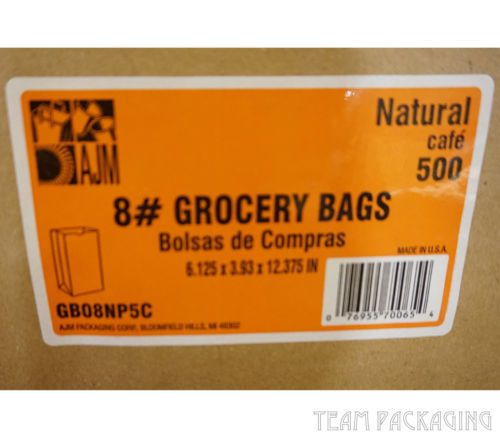 AJM
Natural
café
500
8# GROCERY BAGS
Bolsas de Compras
6.125 x 3.93 x 12.375 IN
MADE IN U.S.A.
GB08NP5C
AJM PACKAGING CORP., BLOOMFIELD HILLS, MI 48302
0 76955 70065 4
TEAM PACKAGING